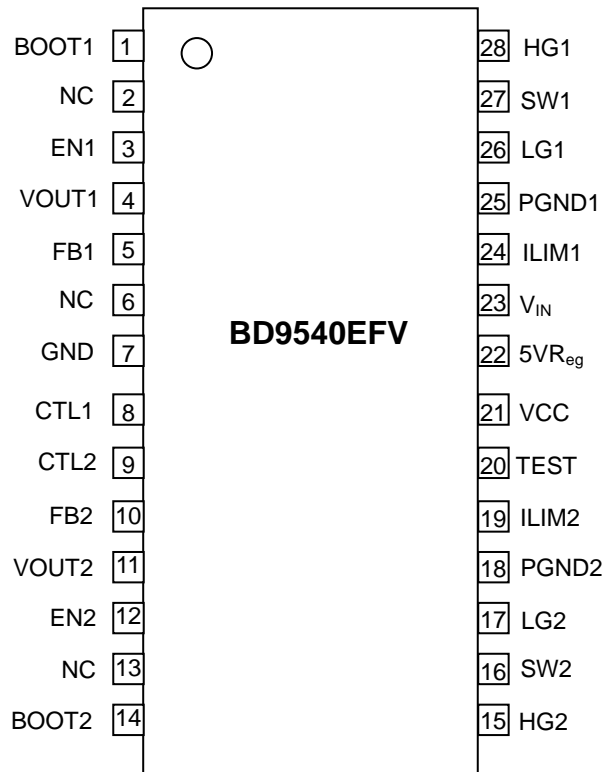 BOOT1 1
NC 2
EN1 3
VOUT1 4
FB1 5
NC 6
GND 7
CTL1 8
CTL2 9
FB2 10
VOUT2 11
EN2 12
NC 13
BOOT2 14
BD9540EFV
28 HG1
27 SW1
26 LG1
25 PGND1
24 ILIM1
23 VIN
22 5VReg
21 VCC
20 TEST
19 ILIM2
18 PGND2
17 LG2
16 SW2
15 HG2